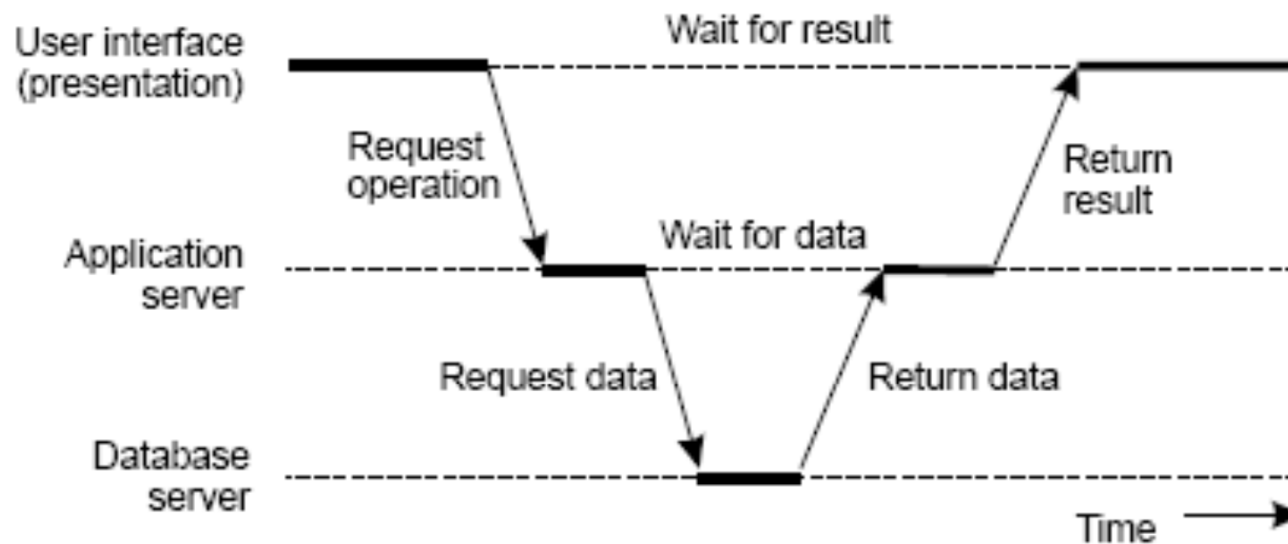 User interface
(presentation)
Wait for result
Request
operation
Return
result
Application
server
Wait for data
Request data
Return data
Database
server
Time